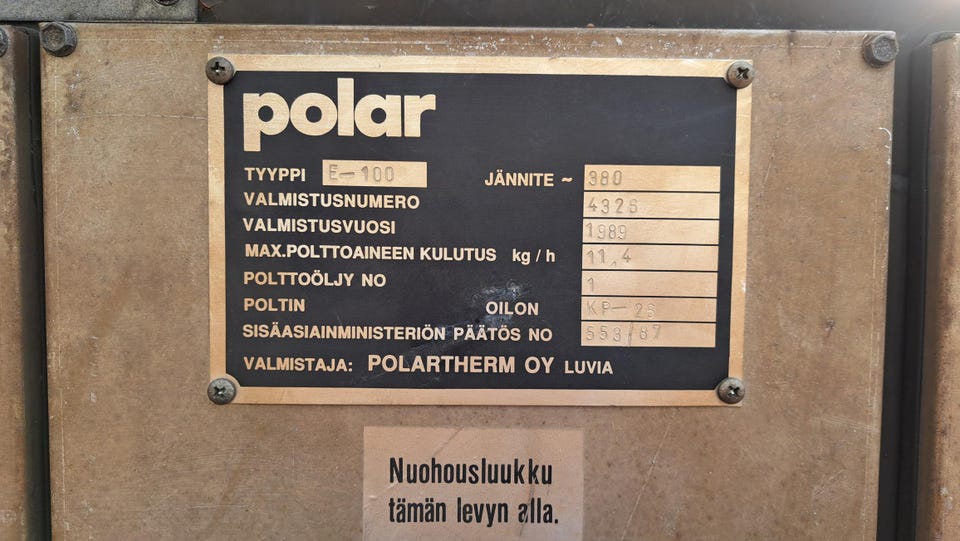 polar
TYYPPI E-100 JÄNNITE ~ 380
VALMISTUSNUMERO 4326
VALMISTUSVUOSI 1989
MAX.POLTTOAINEEN KULUTUS kg / h 11,4
POLTTOÖLJY NO 1
POLTIN OILON KP-26
SISÄASIAINMINISTERIÖN PÄÄTÖS NO 553/87
VALMISTAJA: POLARTHERM OY LUVIA
Nuohousluukku
tämän levyn alla.